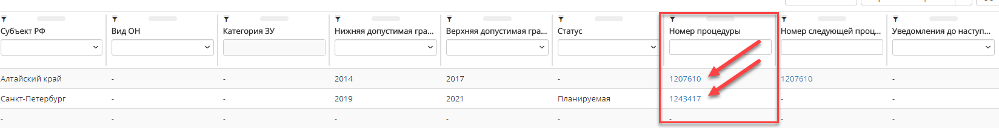 Субъект РФ Вид ОН Категория ЗУ Нижняя допустимая гра... Верхняя допустимая гра... Статус Номер процедуры Номер следующей проц... Уведомления до наступ...
Алтайский край - - 2014 2017 - 1207610 1207610 -
Санкт-Петербург - - 2019 2021 Планируемая 1243417 - -
- - - - - - - - -